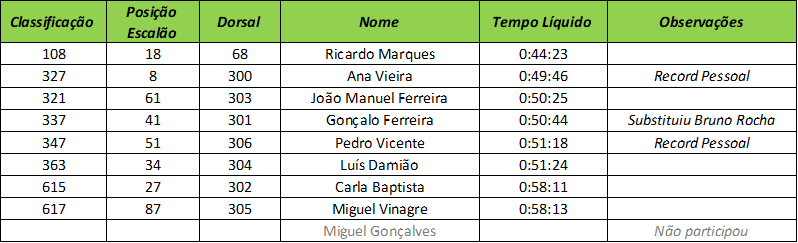 Classificação Posição Escalão Dorsal Nome Tempo Líquido Observações
108 18 68 Ricardo Marques 0:44:23
327 8 300 Ana Vieira 0:49:46 Record Pessoal
321 61 303 João Manuel Ferreira 0:50:25
337 41 301 Gonçalo Ferreira 0:50:44 Substituiu Bruno Rocha
347 51 306 Pedro Vicente 0:51:18 Record Pessoal
363 34 304 Luís Damião 0:51:24
615 27 302 Carla Baptista 0:58:11
617 87 305 Miguel Vinagre 0:58:13
Miguel Gonçalves Não participou